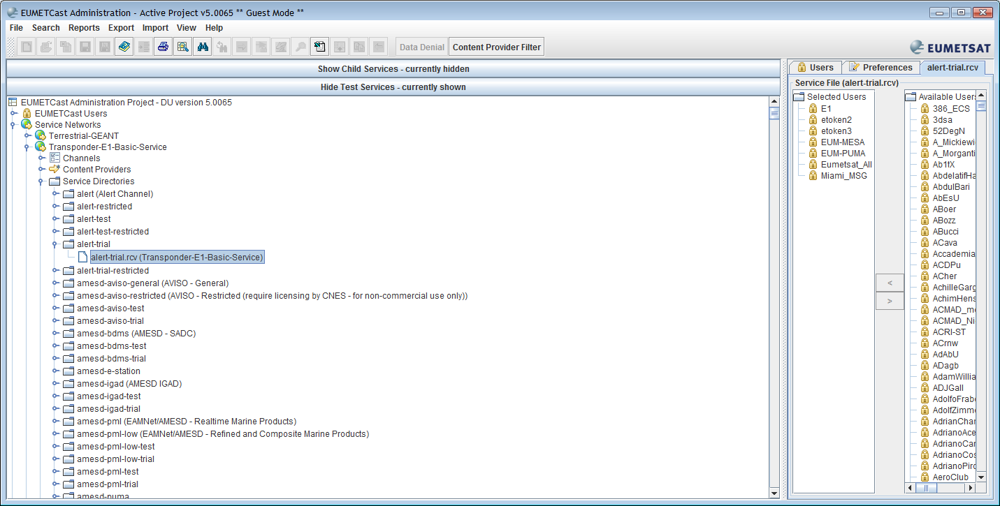 EUMETCast Administration - Active Project v5.0065 ** Guest Mode **
File Search Reports Export Import View Help
Data Denial Content Provider Filter
EUMETSAT
Show Child Services - currently hidden
Hide Test Services - currently shown
EUMETCast Administration Project - DU version 5.0065
EUMETCast Users
Service Networks
Terrestrial-GEANT
Transponder-E1-Basic-Service
Channels
Content Providers
Service Directories
alert (Alert Channel)
alert-restricted
alert-test
alert-test-restricted
alert-trial
alert-trial.rcv (Transponder-E1-Basic-Service)
alert-trial-restricted
amesd-aviso-general (AVISO - General)
amesd-aviso-restricted (AVISO - Restricted (require licensing by CNES - for non-commercial use only))
amesd-aviso-test
amesd-aviso-trial
amesd-bdms (AMESD - SADC)
amesd-bdms-test
amesd-bdms-trial
amesd-e-station
amesd-igad (AMESD IGAD)
amesd-igad-test
amesd-igad-trial
amesd-pml (EAMNet/AMESD - Realtime Marine Products)
amesd-pml-low (EAMNet/AMESD - Refined and Composite Marine Products)
amesd-pml-low-test
amesd-pml-low-trial
amesd-pml-test
amesd-pml-trial
amesd-puma
Users Preferences alert-trial.rcv
Service File (alert-trial.rcv)
Selected Users
E1
etoken2
etoken3
EUM-MESA
EUM-PUMA
Eumetsat_All
Miami_MSG
<
>
Available Users
386_ECS
3dsa
52DegN
A_Mickiewi
A_Morganti
Ab1fX
AbdelatifHa
AbdulBari
AbEsU
ABoer
ABozz
ABucci
ACava
Accademia
ACDPu
ACher
AchilleGarg
AchimHens
ACMAD_m
ACMAD_Ni
ACRI-ST
ACrnw
AdAbU
ADagb
AdamWillia
ADJGall
AdolfoFrab
AdolfZimm
AdrianChar
AdrianoAce
AdrianoCar
AdrianoCos
AdrianoPiro
AeroClub